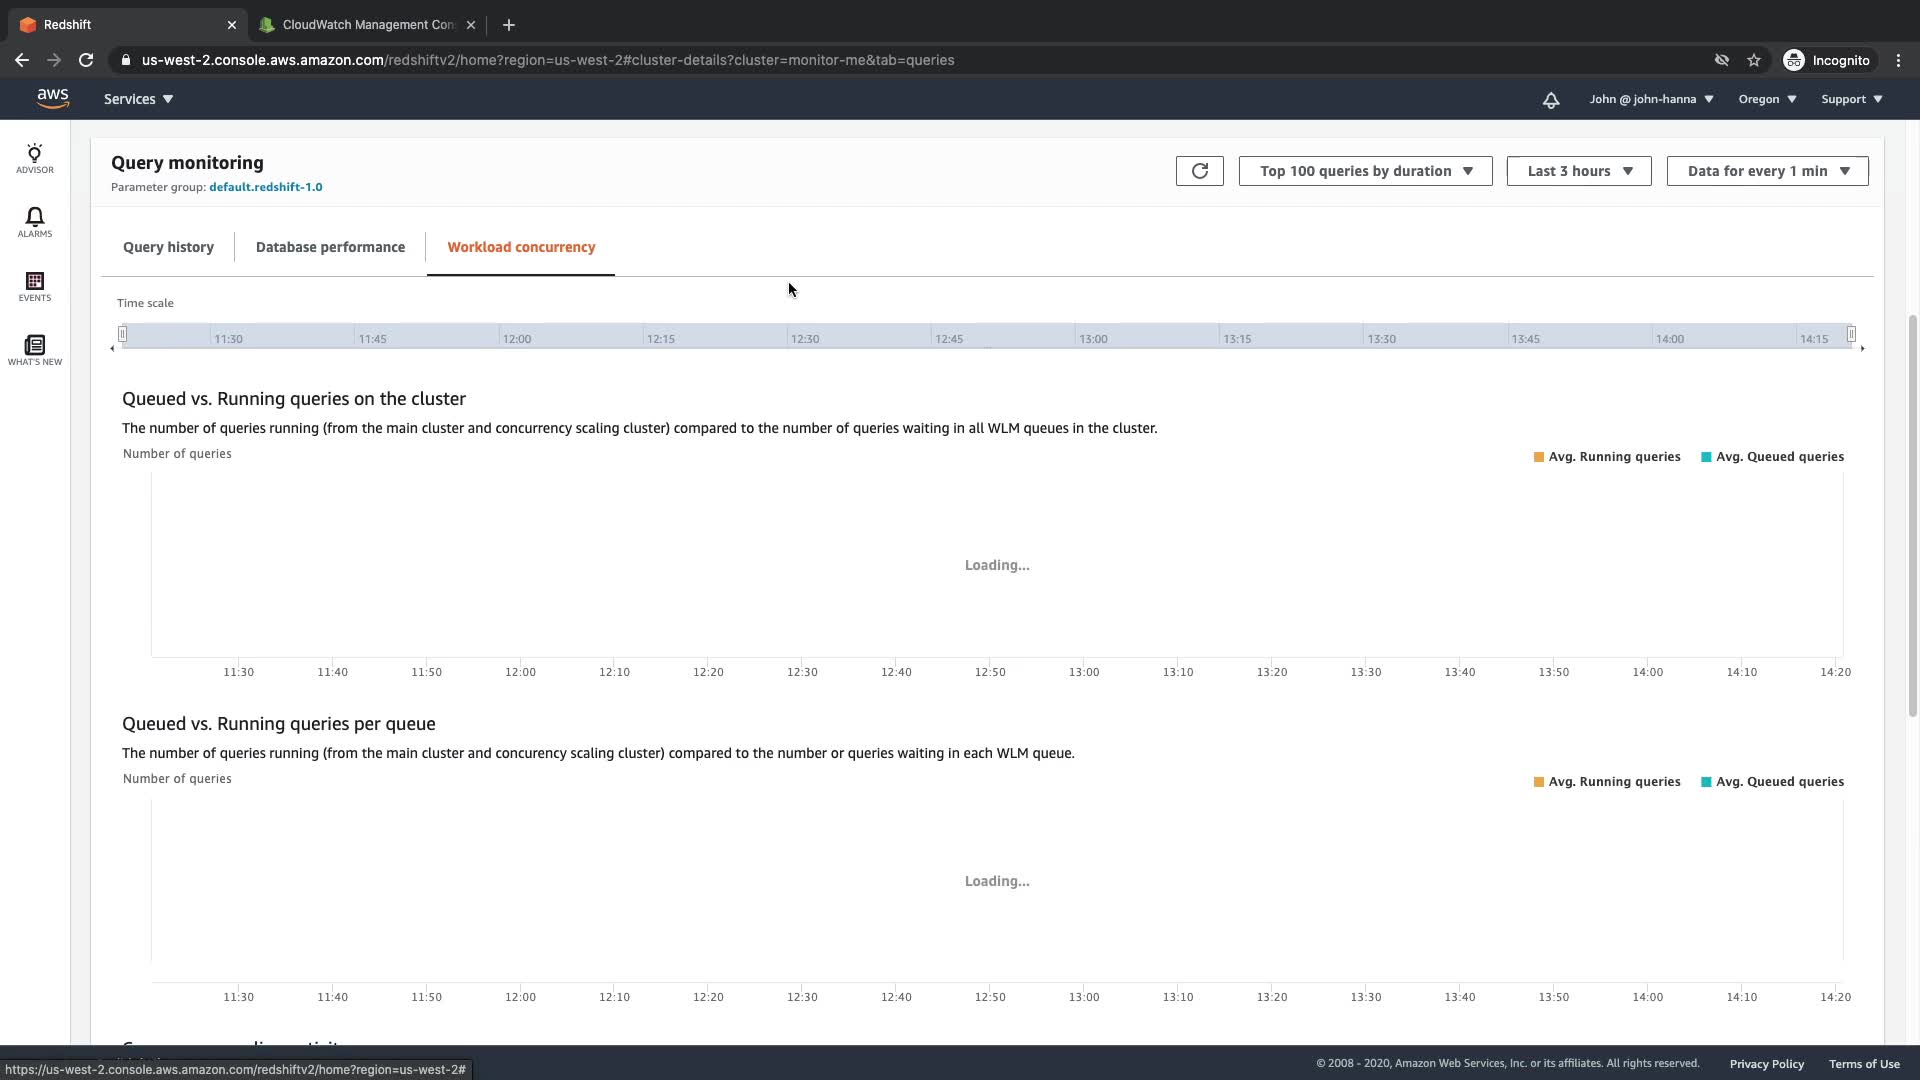 Redshift
CloudWatch Management Con
us-west-2.console.aws.amazon.com/redshiftv2/home?region=us-west-2#cluster-details?cluster=monitor-me&tab=queries
Incognito
aws
Services
John @ john-hanna
Oregon
Support
ADVISOR
ALARMS
EVENTS
WHAT'S NEW
Query monitoring
Parameter group: default.redshift-1.0
Top 100 queries by duration
Last 3 hours
Data for every 1 min
Query history
Database performance
Workload concurrency
Time scale
11:30 11:45 12:00 12:15 12:30 12:45 13:00 13:15 13:30 13:45 14:00 14:15
Queued vs. Running queries on the cluster
The number of queries running (from the main cluster and concurrency scaling cluster) compared to the number of queries waiting in all WLM queues in the cluster.
Number of queries
Avg. Running queries Avg. Queued queries
Loading...
11:30 11:40 11:50 12:00 12:10 12:20 12:30 12:40 12:50 13:00 13:10 13:20 13:30 13:40 13:50 14:00 14:10 14:20
Queued vs. Running queries per queue
The number of queries running (from the main cluster and concurency scaling cluster) compared to the number or queries waiting in each WLM queue.
Number of queries
Avg. Running queries Avg. Queued queries
Loading...
11:30 11:40 11:50 12:00 12:10 12:20 12:30 12:40 12:50 13:00 13:10 13:20 13:30 13:40 13:50 14:00 14:10 14:20
© 2008 - 2020, Amazon Web Services, Inc. or its affiliates. All rights reserved.
Privacy Policy
Terms of Use
https://us-west-2.console.aws.amazon.com/redshiftv2/home?region=us-west-2#